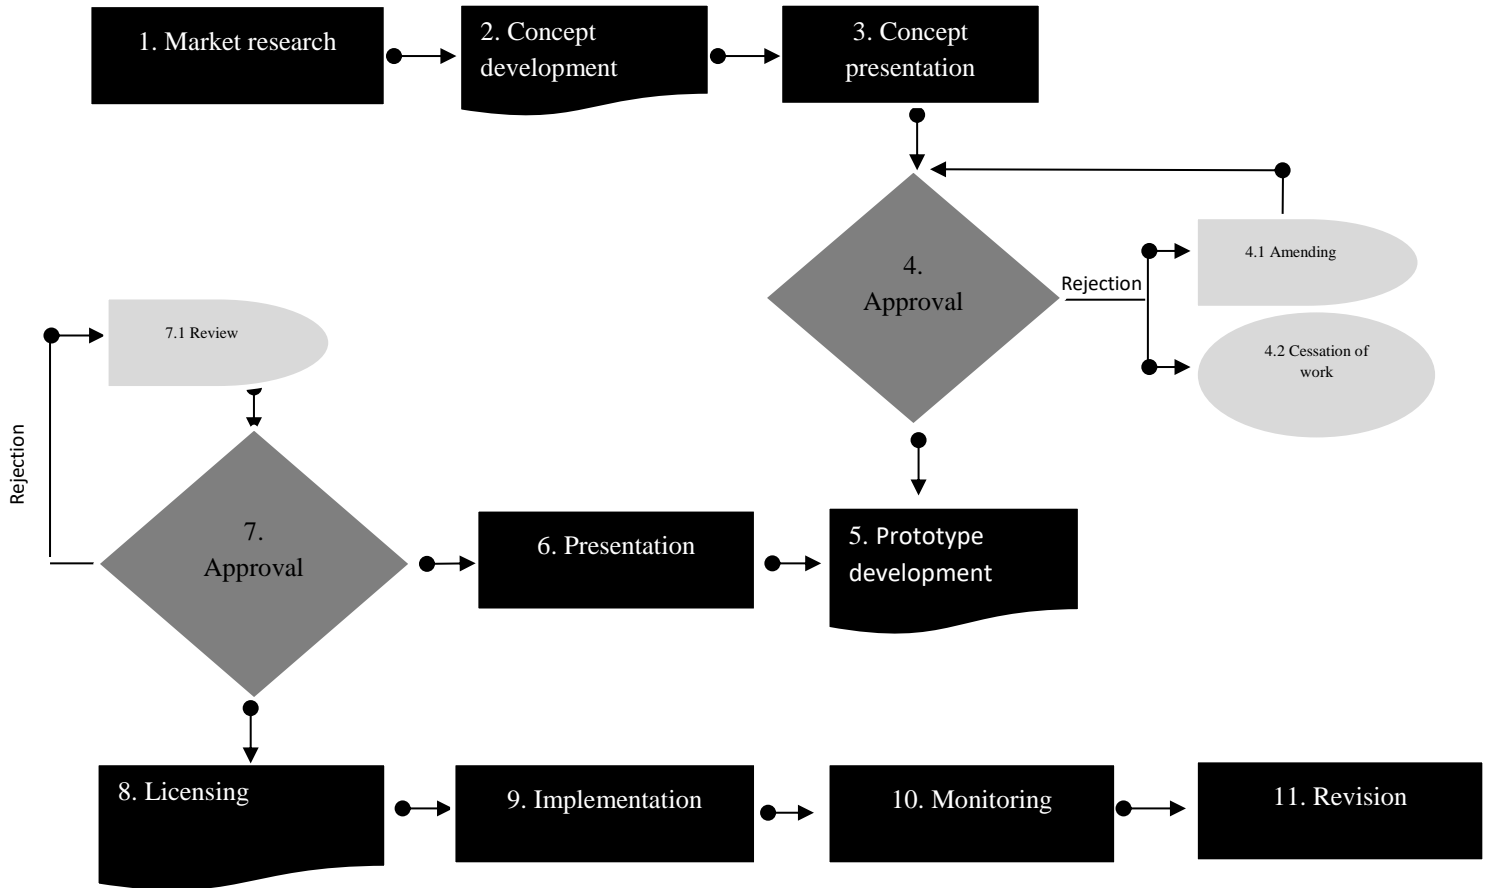 1. Market research
2. Concept
development
3. Concept
presentation
4.
Approval
Rejection
4.1 Amending
4.2 Cessation of
work
7.1 Review
Rejection
7.
Approval
6. Presentation
5. Prototype
development
8. Licensing
9. Implementation
10. Monitoring
11. Revision